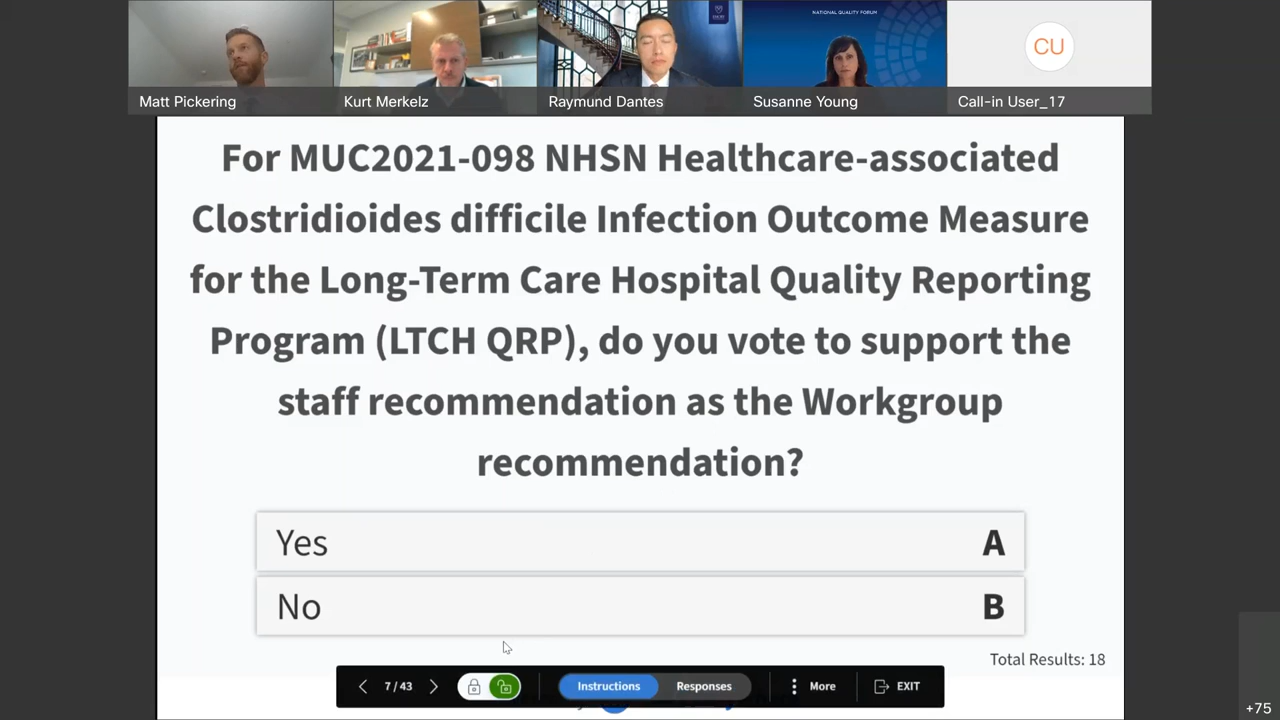 NATIONAL QUALITY FORUM
CU
Matt Pickering
Kurt Merkelz
Raymund Dantes
Susanne Young
Call-in User_17
For MUC2021-098 NHSN Healthcare-associated
Clostridioides difficile Infection Outcome Measure
for the Long-Term Care Hospital Quality Reporting
Program (LTCH QRP), do you vote to support the
staff recommendation as the Workgroup
recommendation?
Yes A
No B
Total Results: 18
7 / 43
Instructions
Responses
More
EXIT
+75